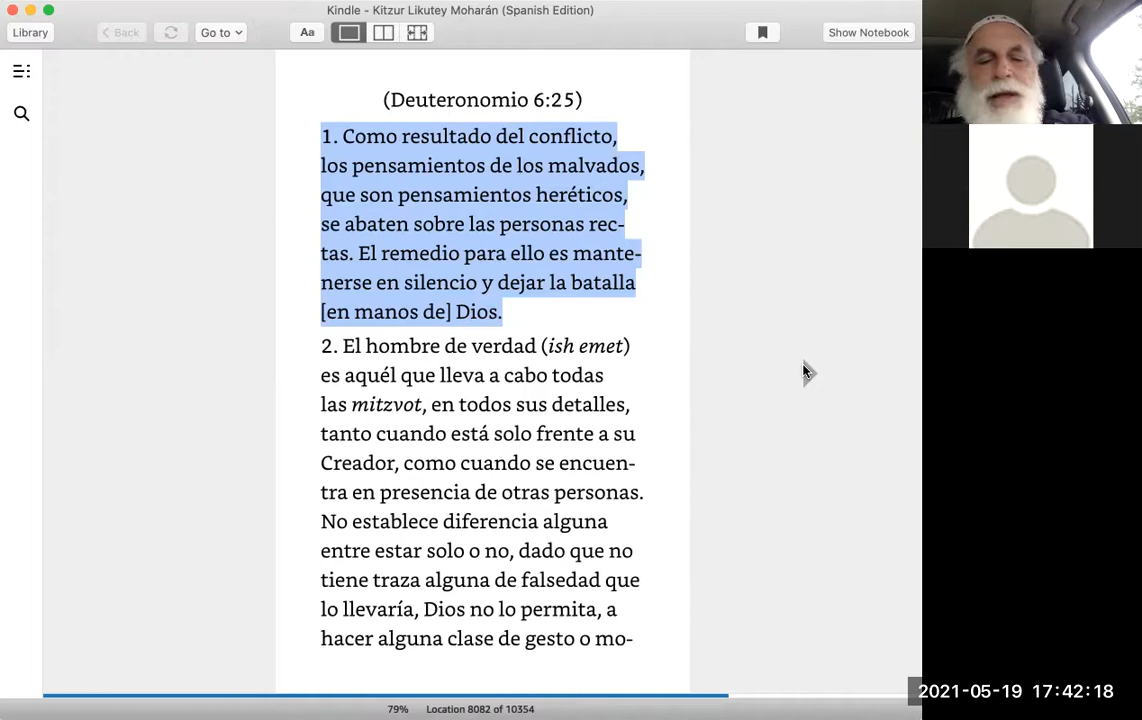 Kindle - Kitzur Likutey Moharán (Spanish Edition)
Library
Back
Go to
Aa
Show Notebook
(Deuteronomio 6:25)
1. Como resultado del conflicto,
los pensamientos de los malvados,
que son pensamientos heréticos,
se abaten sobre las personas rec-
tas. El remedio para ello es mante-
nerse en silencio y dejar la batalla
[en manos de] Dios.
2. El hombre de verdad (ish emet)
es aquél que lleva a cabo todas
las mitzvot, en todos sus detalles,
tanto cuando está solo frente a su
Creador, como cuando se encuen-
tra en presencia de otras personas.
No establece diferencia alguna
entre estar solo o no, dado que no
tiene traza alguna de falsedad que
lo llevaría, Dios no lo permita, a
hacer alguna clase de gesto o mo-
79% Location 8082 of 10354
2021-05-19 17:42:18